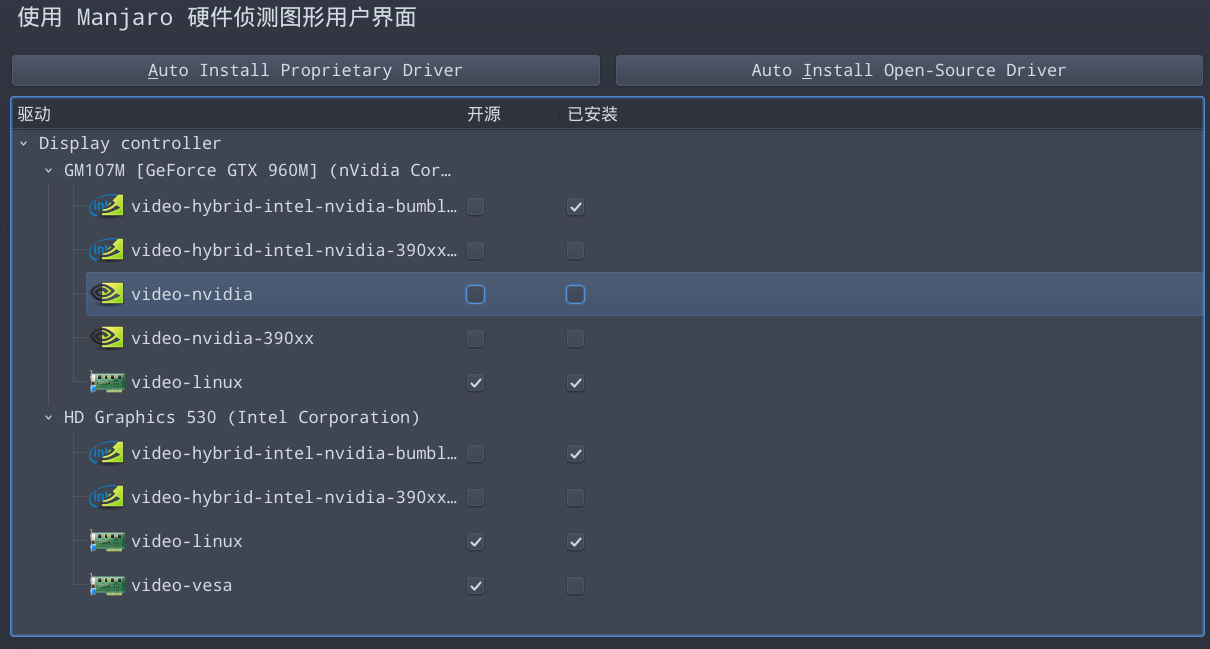 使用 Manjaro 硬件侦测图形用户界面
Auto Install Proprietary Driver Auto Install Open-Source Driver
驱动 开源 已安装
Display controller
GM107M [GeForce GTX 960M] (nVidia Cor…
video-hybrid-intel-nvidia-bumbl…
video-hybrid-intel-nvidia-390xx…
video-nvidia
video-nvidia-390xx
video-linux
HD Graphics 530 (Intel Corporation)
video-hybrid-intel-nvidia-bumbl…
video-hybrid-intel-nvidia-390xx…
video-linux
video-vesa